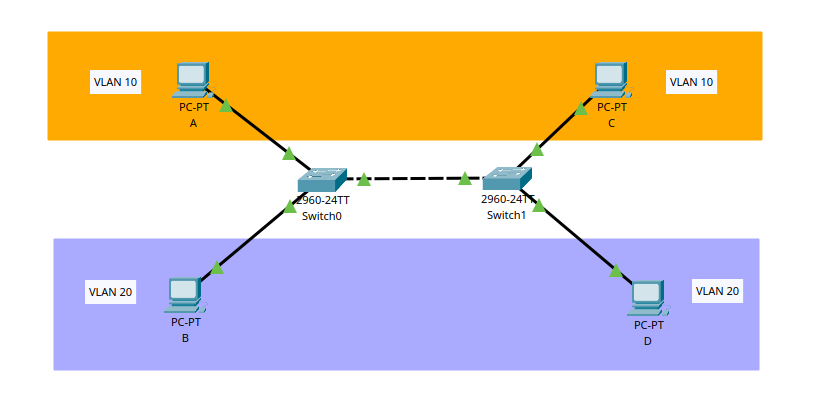 VLAN 10
PC-PT
A
PC-PT
C
VLAN 10
2960-24TT
Switch0
2960-24TT
Switch1
VLAN 20
PC-PT
B
PC-PT
D
VLAN 20